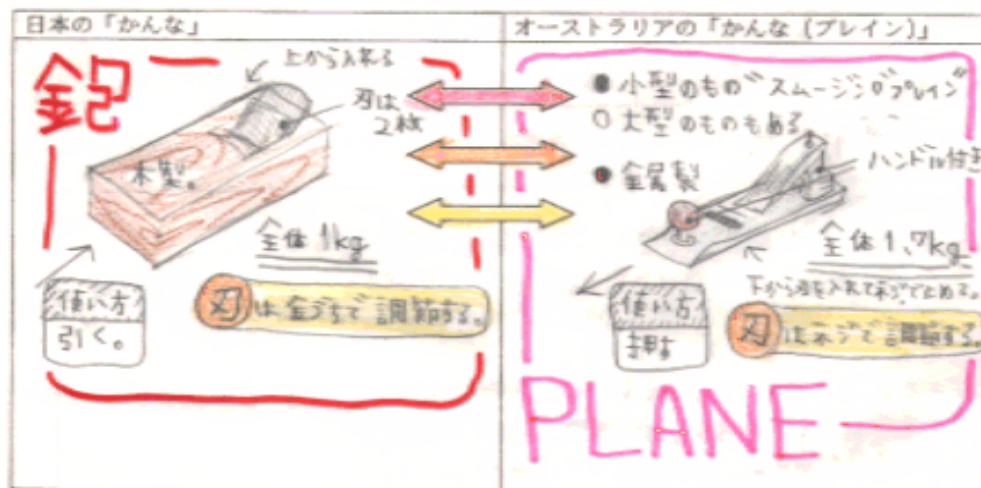 日本の「かんな」
鉋
上から入れる
刃は
2枚
木製。
全体1kg
使い方
引く。
刃は金づちで調節する。
オーストラリアの「かんな（プレイン）」
● 小型のもの"スムージングプレイン"
○ 大型のものもある
● 金属製
ハンドル付き
全体1.7kg
下から刃を入れてネジで止める。
使い方
押す
刃はネジで調節する。
PLANE